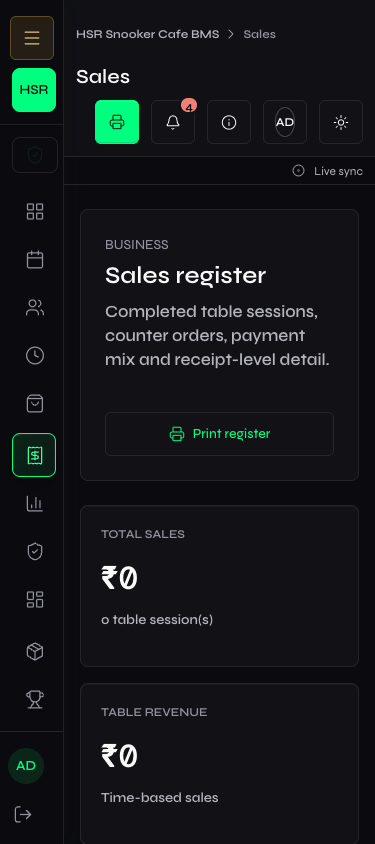 HSR Snooker Cafe BMS > Sales
HSR
Sales
4
AD
Live sync
BUSINESS
Sales register
Completed table sessions,
counter orders, payment
mix and receipt-level detail.
Print register
TOTAL SALES
₹0
0 table session(s)
TABLE REVENUE
₹0
Time-based sales
AD